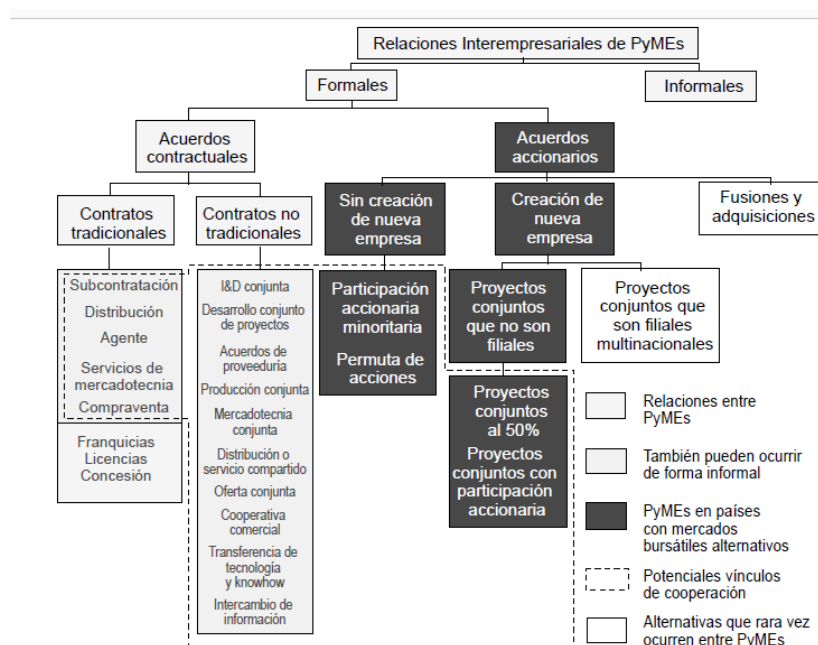 Relaciones Interempresariales de PyMEs
Formales
Informales
Acuerdos
contractuales
Acuerdos
accionarios
Contratos
tradicionales
Contratos no
tradicionales
Sin creación
de nueva
empresa
Creación de
nueva
empresa
Fusiones y
adquisiciones
Subcontratación
Distribución
Agente
Servicios de
mercadotecnia
Compraventa
Franquicias
Licencias
Concesión
I&D conjunta
Desarrollo conjunto
de proyectos
Acuerdos de
proveeduría
Producción conjunta
Mercadotecnia
conjunta
Distribución o
servicio compartido
Oferta conjunta
Cooperativa
comercial
Transferencia de
tecnología
y knowhow
Intercambio de
información
Participación
accionaria
minoritaria
Permuta de
acciones
Proyectos
conjuntos
que no son
filiales
Proyectos
conjuntos que
son filiales
multinacionales
Proyectos
conjuntos
al 50%
Proyectos
conjuntos con
participación
accionaria
Relaciones entre
PyMEs
También pueden ocurrir
de forma informal
PyMEs en países
con mercados
bursátiles alternativos
Potenciales vínculos
de cooperación
Alternativas que rara vez
ocurren entre PyMEs